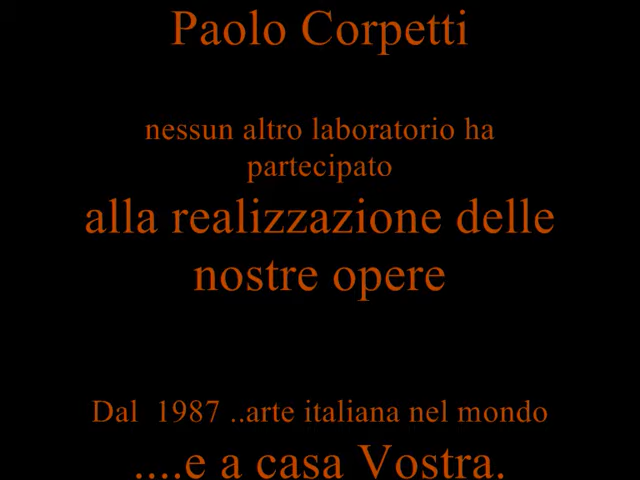 Paolo Corpetti
nessun altro laboratorio ha
partecipato
alla realizzazione delle
nostre opere
Dal  1987 ..arte italiana nel mondo
....e a casa Vostra.